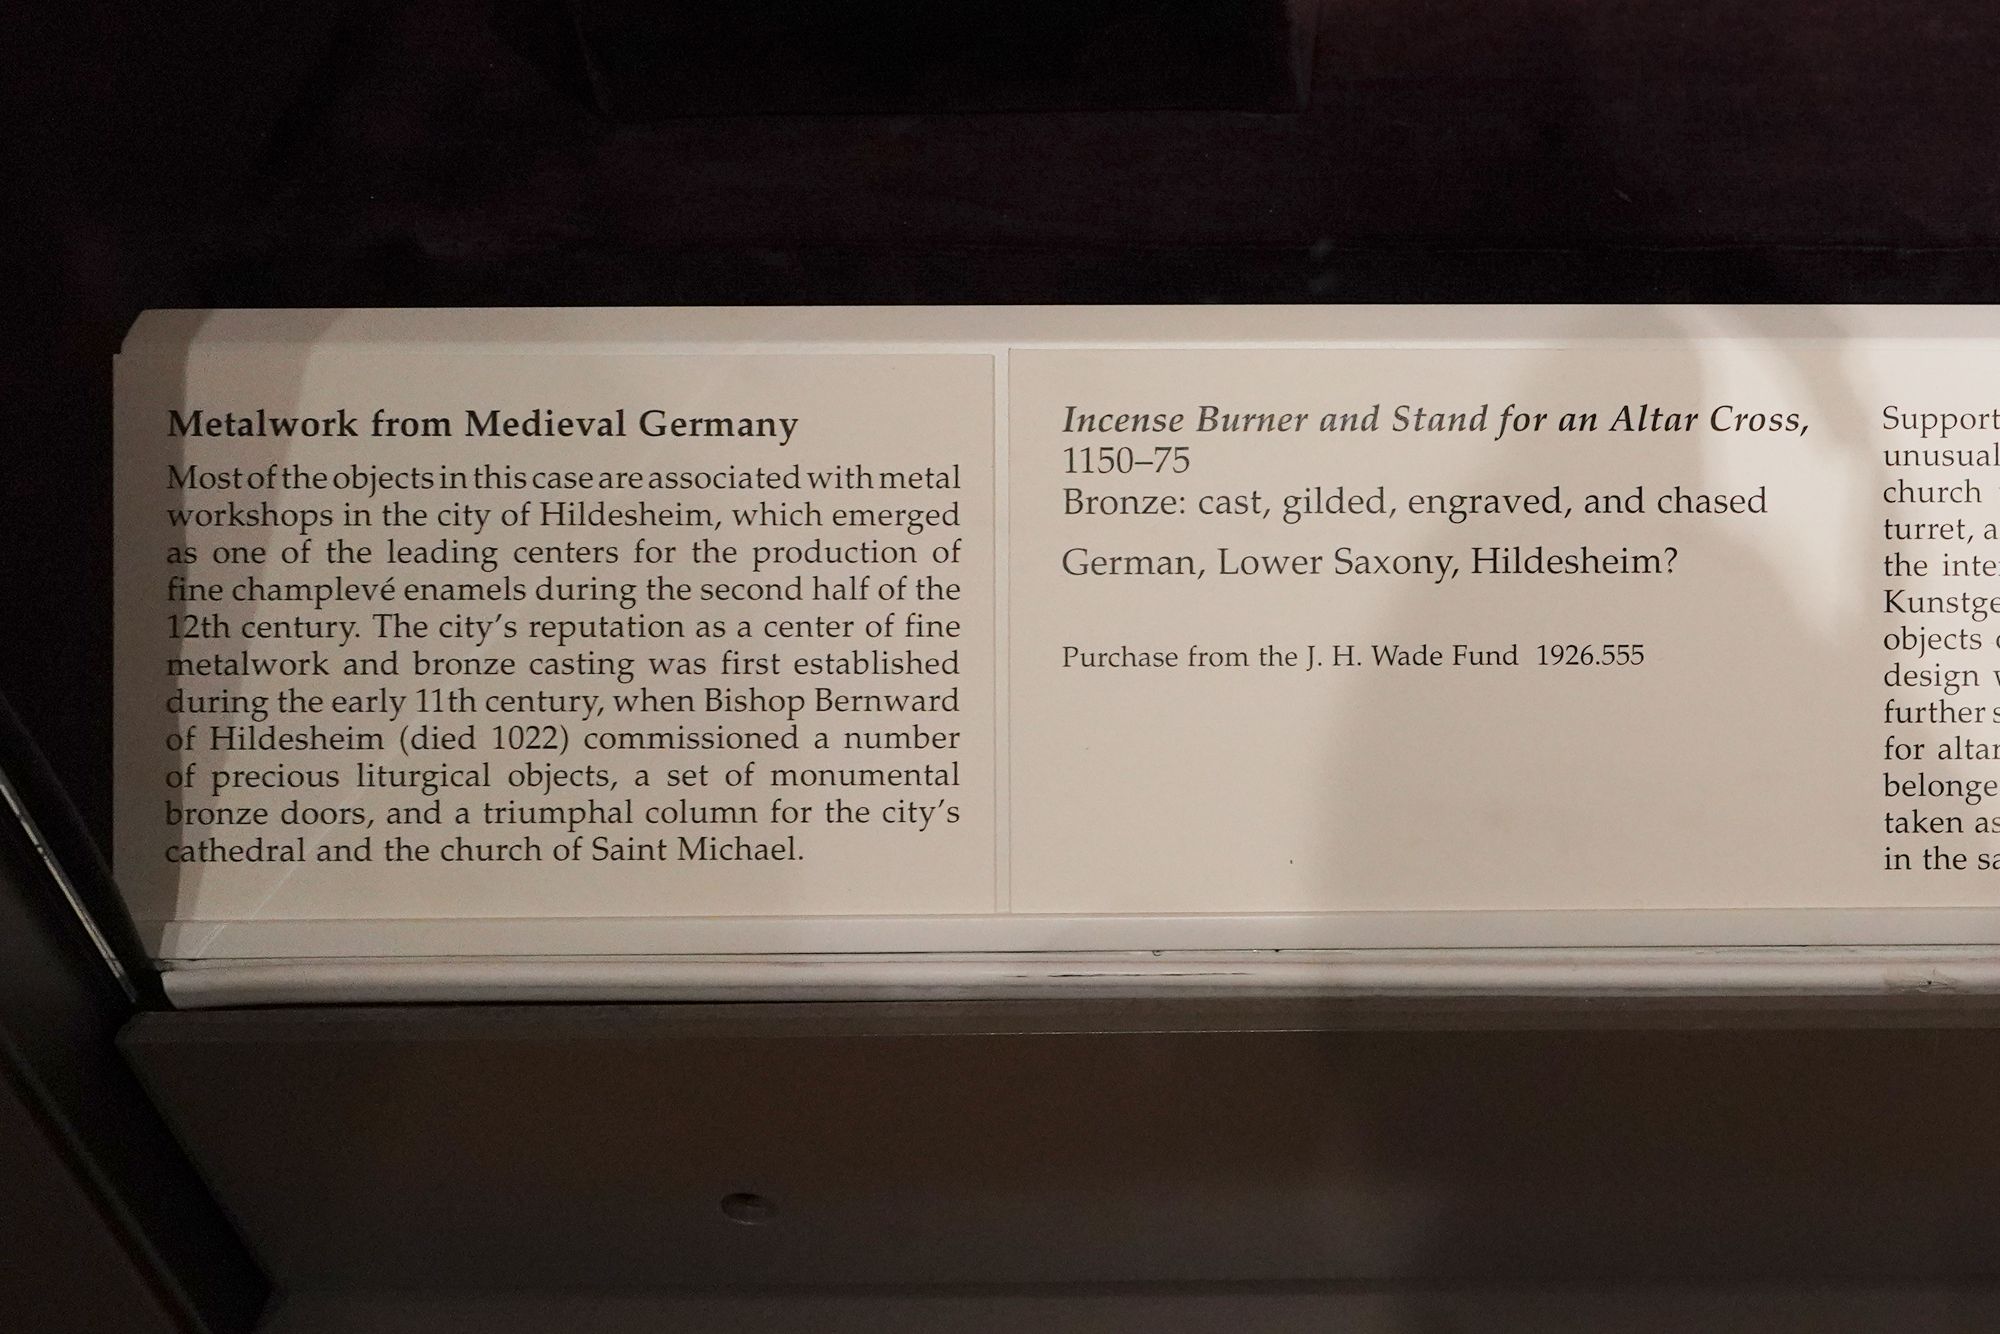 Metalwork from Medieval Germany
Most of the objects in this case are associated with metal
workshops in the city of Hildesheim, which emerged
as one of the leading centers for the production of
fine champlevé enamels during the second half of the
12th century. The city's reputation as a center of fine
metalwork and bronze casting was first established
during the early 11th century, when Bishop Bernward
of Hildesheim (died 1022) commissioned a number
of precious liturgical objects, a set of monumental
bronze doors, and a triumphal column for the city's
cathedral and the church of Saint Michael.
Incense Burner and Stand for an Altar Cross,
1150–75
Bronze: cast, gilded, engraved, and chased
German, Lower Saxony, Hildesheim?
Purchase from the J. H. Wade Fund 1926.555
Support
unusual
church
turret, a
the
objects
design
further
for
taken as
in the